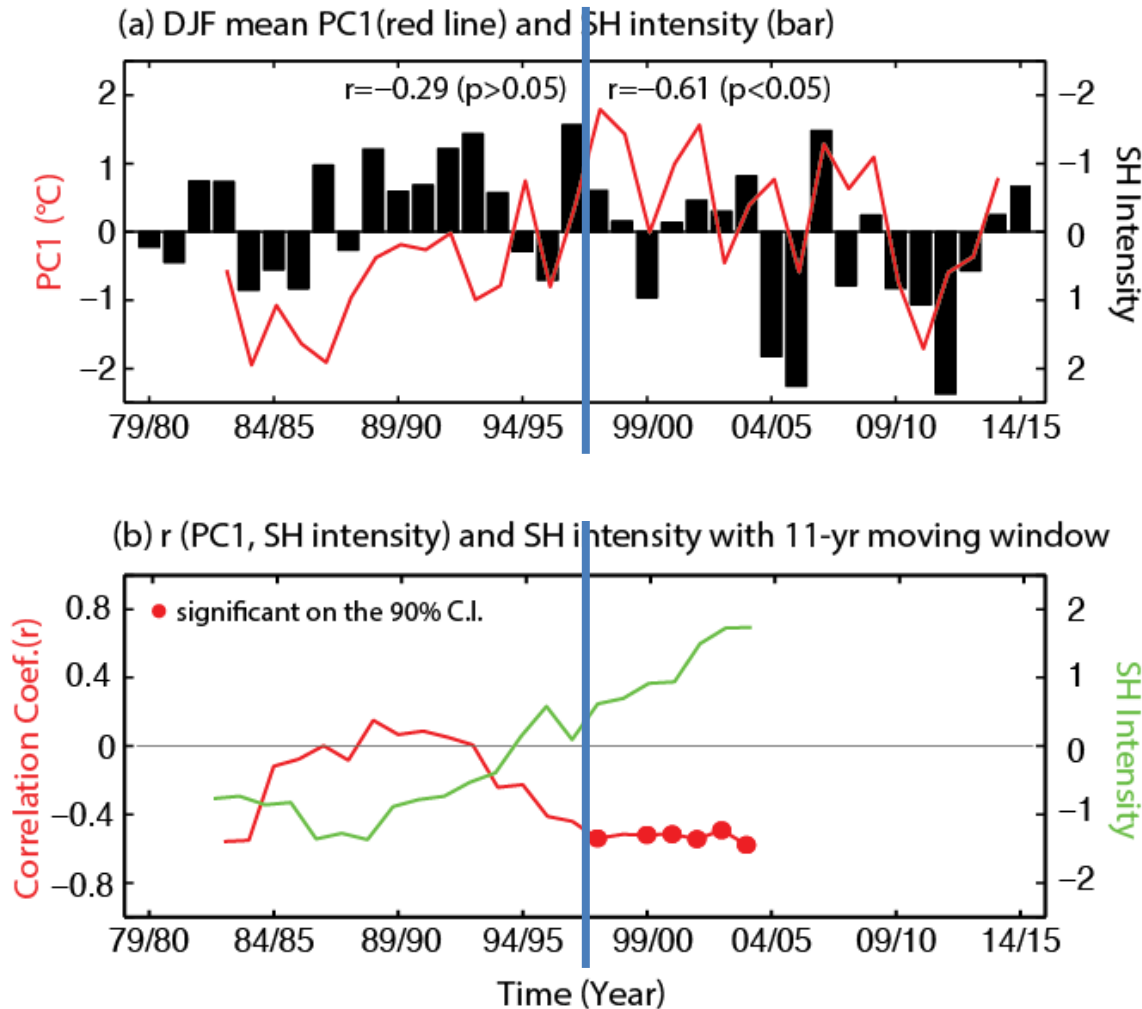 (a) DJF mean PC1(red line) and SH intensity (bar)
r=−0.29 (p>0.05) r=−0.61 (p<0.05)
PC1 (°C)
2
1
0
−1
−2
−2
−1
0
1
2
SH Intensity
79/80 84/85 89/90 94/95 99/00 04/05 09/10 14/15
(b) r (PC1, SH intensity) and SH intensity with 11-yr moving window
significant on the 90% C.I.
Correlation Coef.(r)
0.8
0.4
0
−0.4
−0.8
2
1
0
−1
−2
SH Intensity
79/80 84/85 89/90 94/95 99/00 04/05 09/10 14/15
Time (Year)